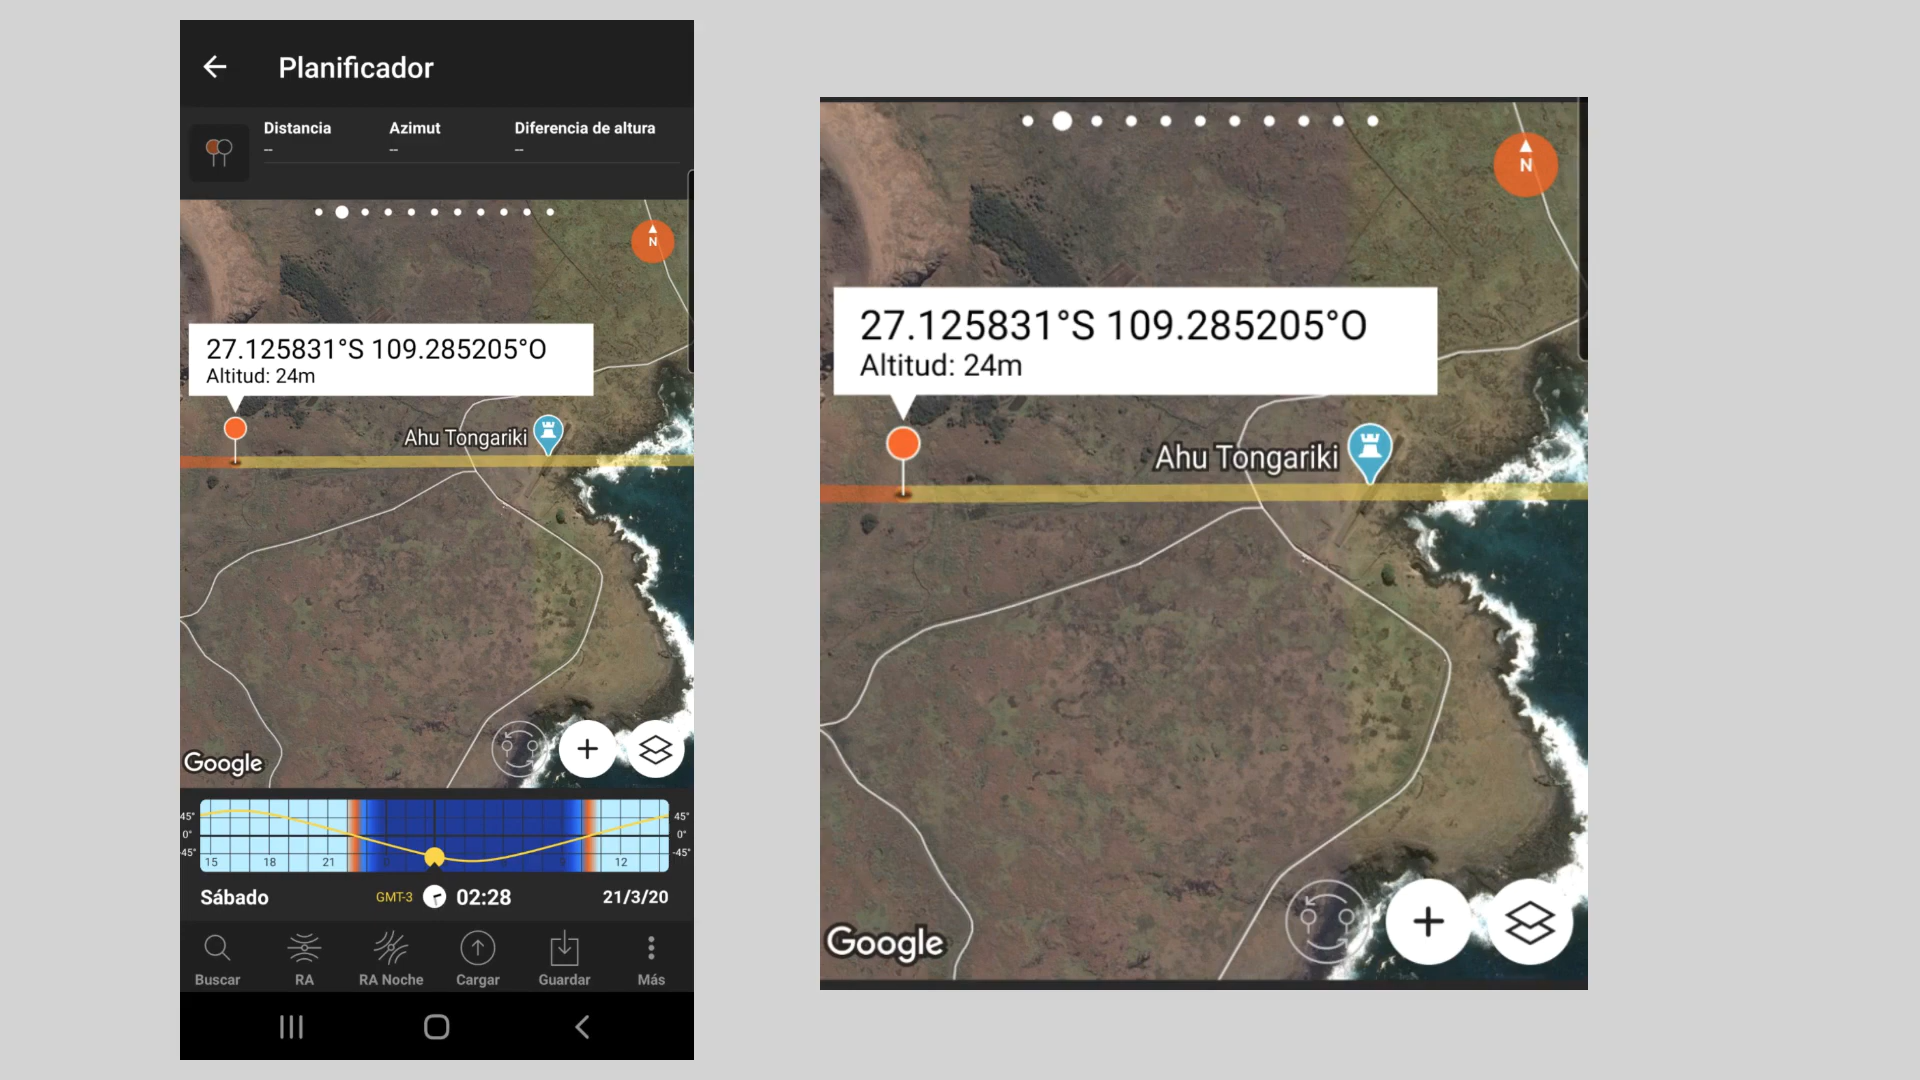 Planificador
Distancia Azimut Diferencia de altura
-- -- --
N
27.125831°S 109.285205°O
Altitud: 24m
Ahu Tongariki
Google
45° 45°
0° 0°
-45° -45°
15 18 21 0 9 12
Sábado GMT-3 02:28 21/3/20
Buscar RA RA Noche Cargar Guardar Más
N
27.125831°S 109.285205°O
Altitud: 24m
Ahu Tongariki
Google